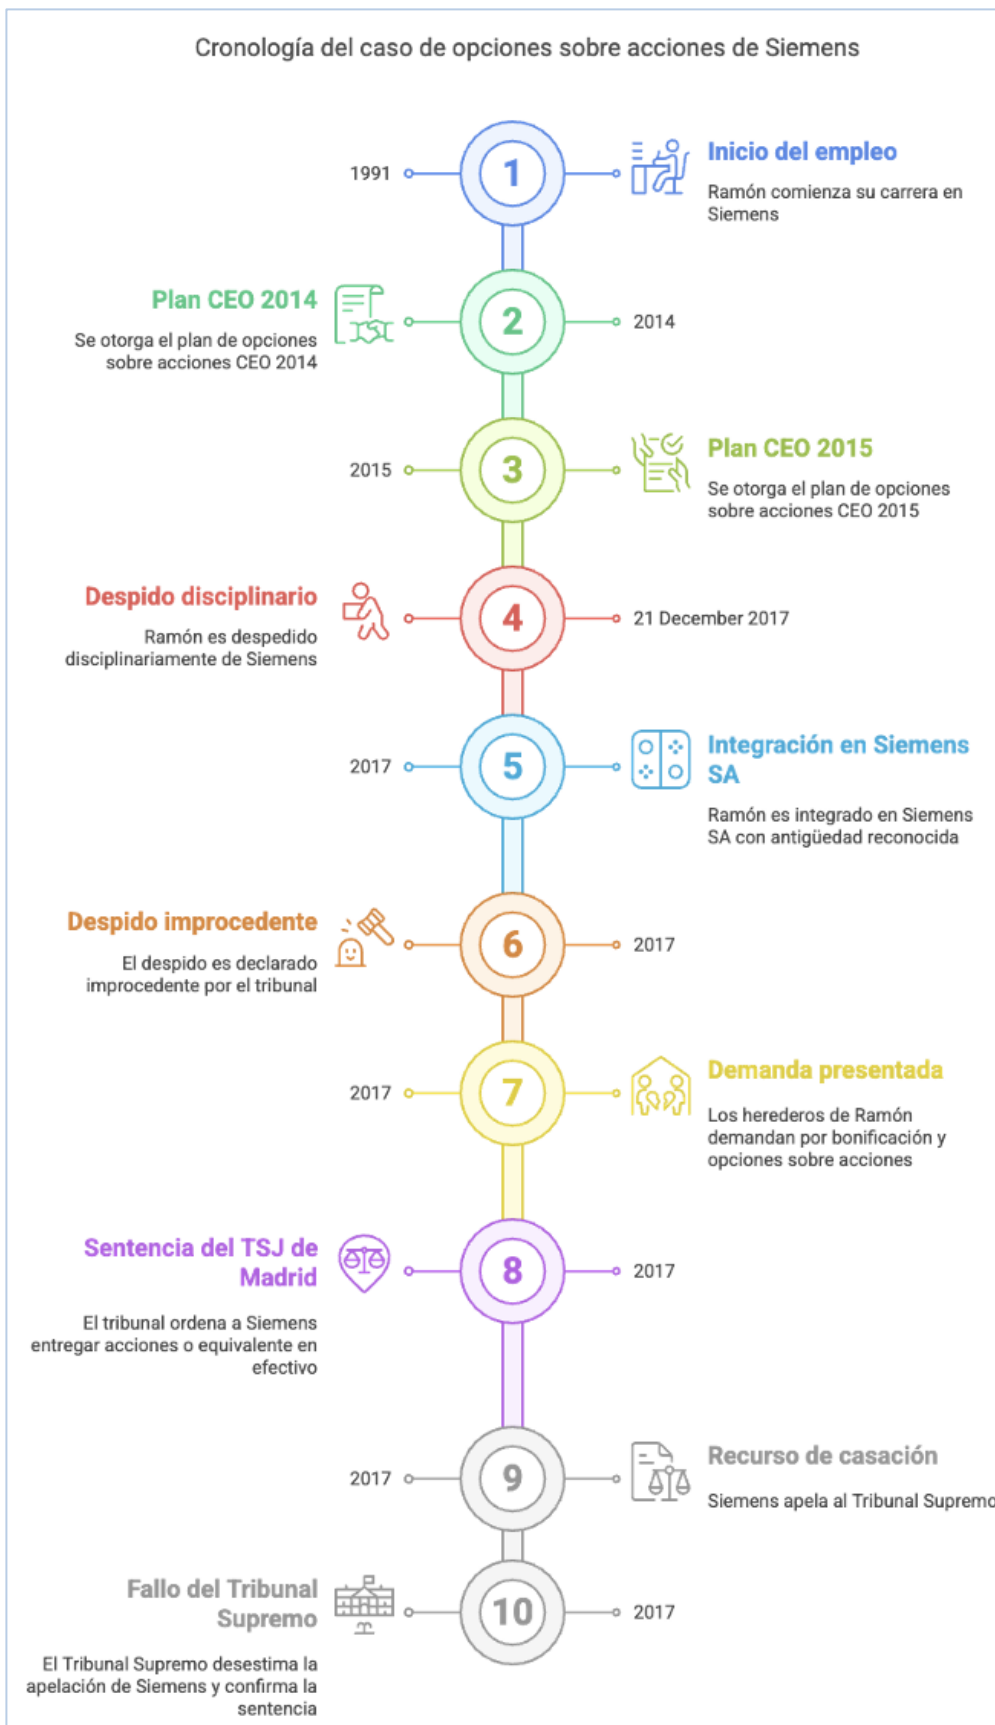 Cronología del caso de opciones sobre acciones de Siemens
1991
1
Inicio del empleo
Ramón comienza su carrera en
Siemens
Plan CEO 2014
Se otorga el plan de opciones
sobre acciones CEO 2014
2
2014
2015
3
Plan CEO 2015
Se otorga el plan de opciones
sobre acciones CEO 2015
Despido disciplinario
Ramón es despedido
disciplinariamente de Siemens
4
21 December 2017
2017
5
Integración en Siemens
SA
Ramón es integrado en Siemens
SA con antigüedad reconocida
Despido improcedente
El despido es declarado
improcedente por el tribunal
6
2017
2017
7
Demanda presentada
Los herederos de Ramón
demandan por bonificación y
opciones sobre acciones
Sentencia del TSJ de
Madrid
El tribunal ordena a Siemens
entregar acciones o equivalente en
efectivo
8
2017
2017
9
Recurso de casación
Siemens apela al Tribunal Supremo
Fallo del Tribunal
Supremo
El Tribunal Supremo desestima la
apelación de Siemens y confirma la
sentencia
10
2017